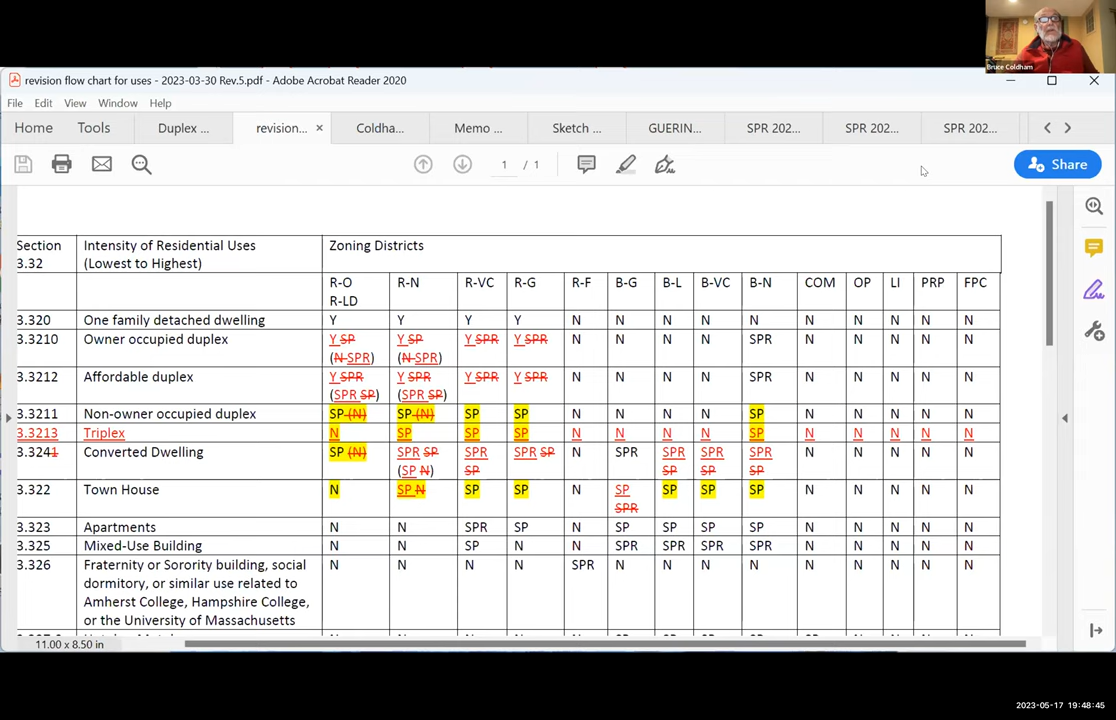 Bruce Coldham
revision flow chart for uses - 2023-03-30 Rev.5.pdf - Adobe Acrobat Reader 2020
File Edit View Window Help
Home Tools Duplex ... revision... × Coldha... Memo ... Sketch ... GUERIN... SPR 202... SPR 202... SPR 202...
1 / 1 Share
Section Intensity of Residential Uses Zoning Districts
3.32 (Lowest to Highest)
R-O R-N R-VC R-G R-F B-G B-L B-VC B-N COM OP LI PRP FPC
R-LD
3.320 One family detached dwelling Y Y Y Y N N N N N N N N N N
3.3210 Owner occupied duplex Y SP Y SP Y SPR Y SPR N N N N SPR N N N N N
(N SPR) (N SPR)
3.3212 Affordable duplex Y SPR Y SPR Y SPR Y SPR N N N N SPR N N N N N
(SPR SP) (SPR SP)
3.3211 Non-owner occupied duplex SP (N) SP (N) SP SP N N N N SP N N N N N
3.3213 Triplex N SP SP SP N N N N SP N N N N N
3.3241 Converted Dwelling SP (N) SPR SP SPR SPR SP N SPR SPR SPR SPR N N N N N
(SP N) SP SP SP SP
3.322 Town House N SP N SP SP N SP SP SP SP N N N N N
SPR
3.323 Apartments N N SPR SP N SP SP SP SP N N N N N
3.325 Mixed-Use Building N N SP N N SPR SPR SPR SPR N N N N N
3.326 Fraternity or Sorority building, social N N N N SPR N N N N N N N N N
dormitory, or similar use related to
Amherst College, Hampshire College,
or the University of Massachusetts
11.00 x 8.50 in
2023-05-17 19:48:45